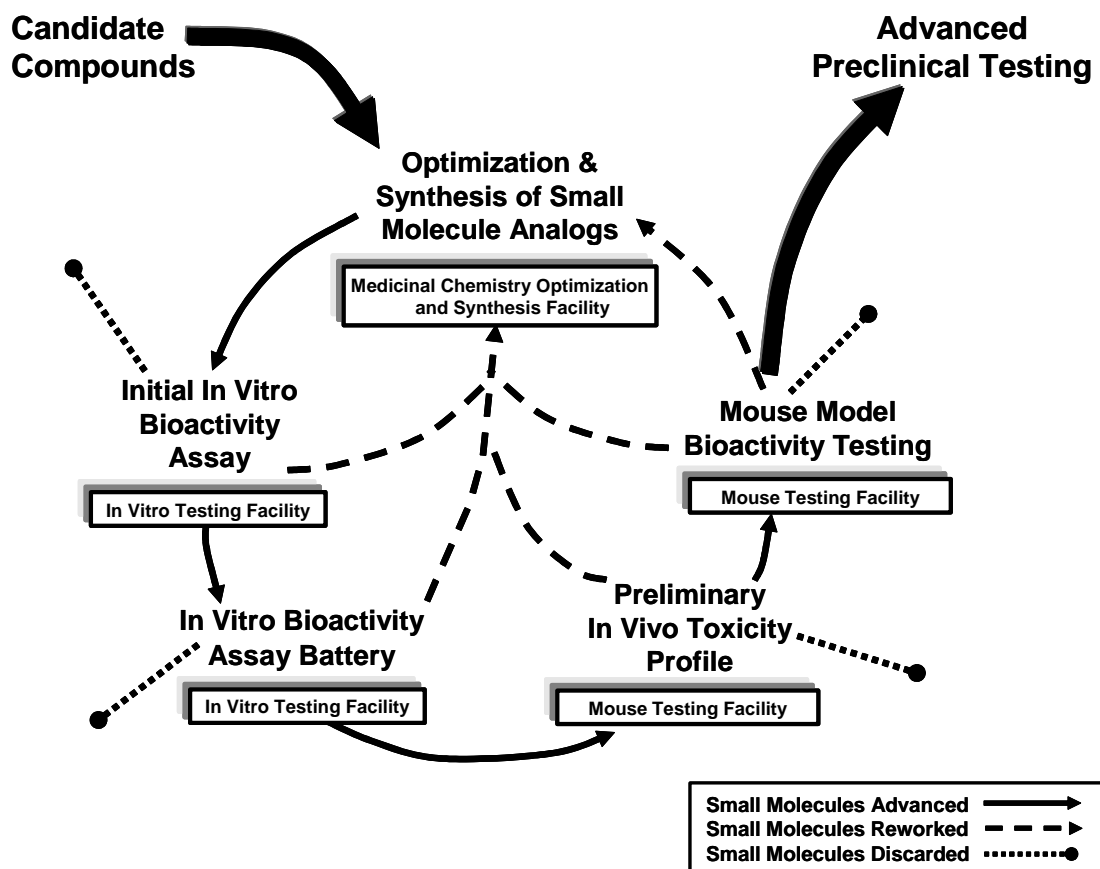 Candidate
Compounds
Advanced
Preclinical Testing
Optimization &
Synthesis of Small
Molecule Analogs
Medicinal Chemistry Optimization
and Synthesis Facility
Initial In Vitro
Bioactivity
Assay
In Vitro Testing Facility
Mouse Model
Bioactivity Testing
Mouse Testing Facility
In Vitro Bioactivity
Assay Battery
In Vitro Testing Facility
Preliminary
In Vivo Toxicity
Profile
Mouse Testing Facility
Small Molecules Advanced
Small Molecules Reworked
Small Molecules Discarded